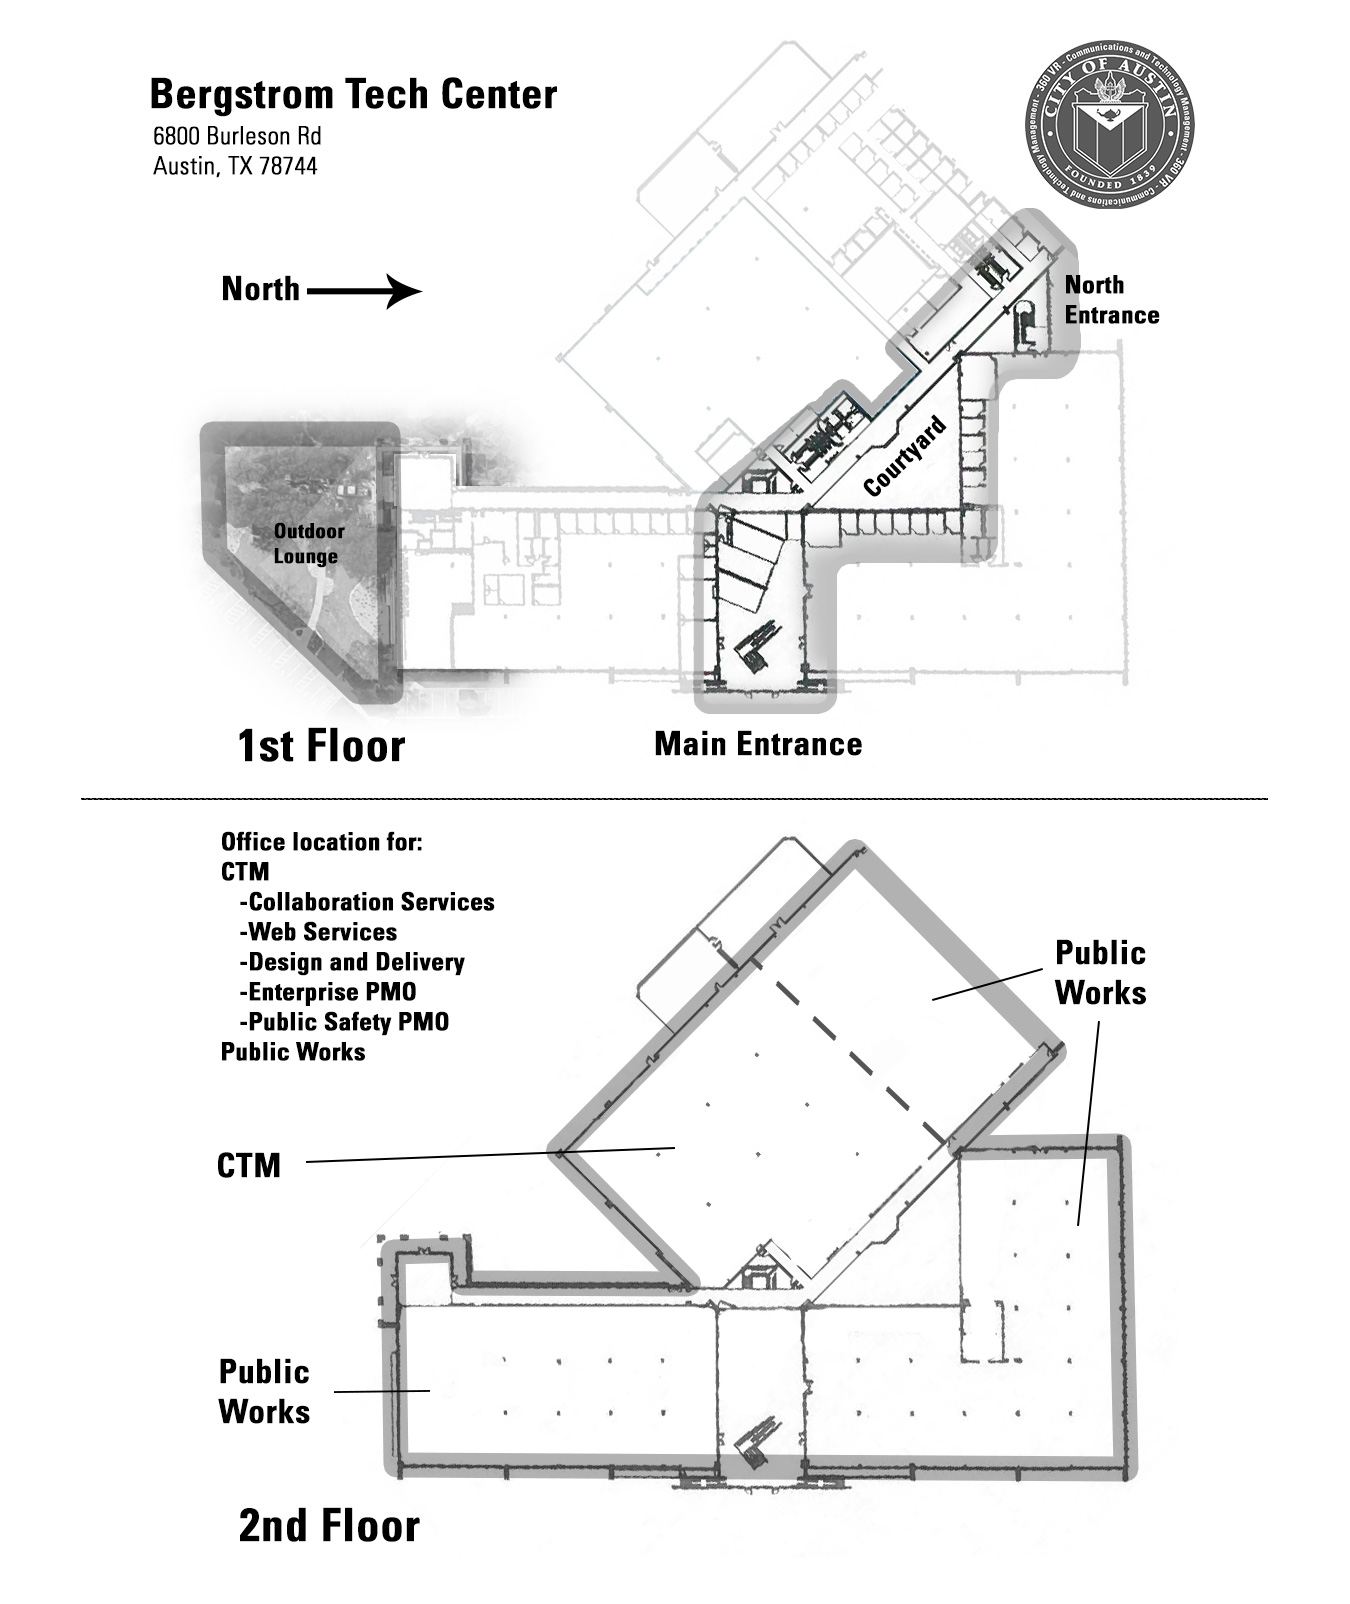 Bergstrom Tech Center
6800 Burleson Rd
Austin, TX 78744
360 VR - Communications and Technology Management - 360 VR - Communications and Technology Management -
CITY OF AUSTIN
FOUNDED 1839
North
North
Entrance
Courtyard
Outdoor
Lounge
1st Floor
Main Entrance
Office location for:
CTM
-Collaboration Services
-Web Services
-Design and Delivery
-Enterprise PMO
-Public Safety PMO
Public Works
Public
Works
CTM
Public
Works
2nd Floor